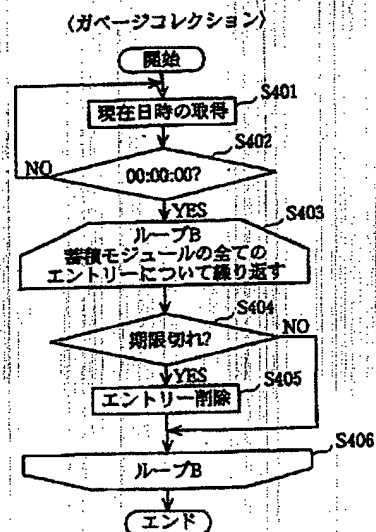 〈ガベージコレクション〉
開始
S401
現在日時の取得
S402
NO
00:00:00?
YES
S403
ループB
蓄積モジュールの全ての
エントリーについて繰り返す
S404
期限切れ?
NO
YES
S405
エントリー削除
S406
ループB
エンド